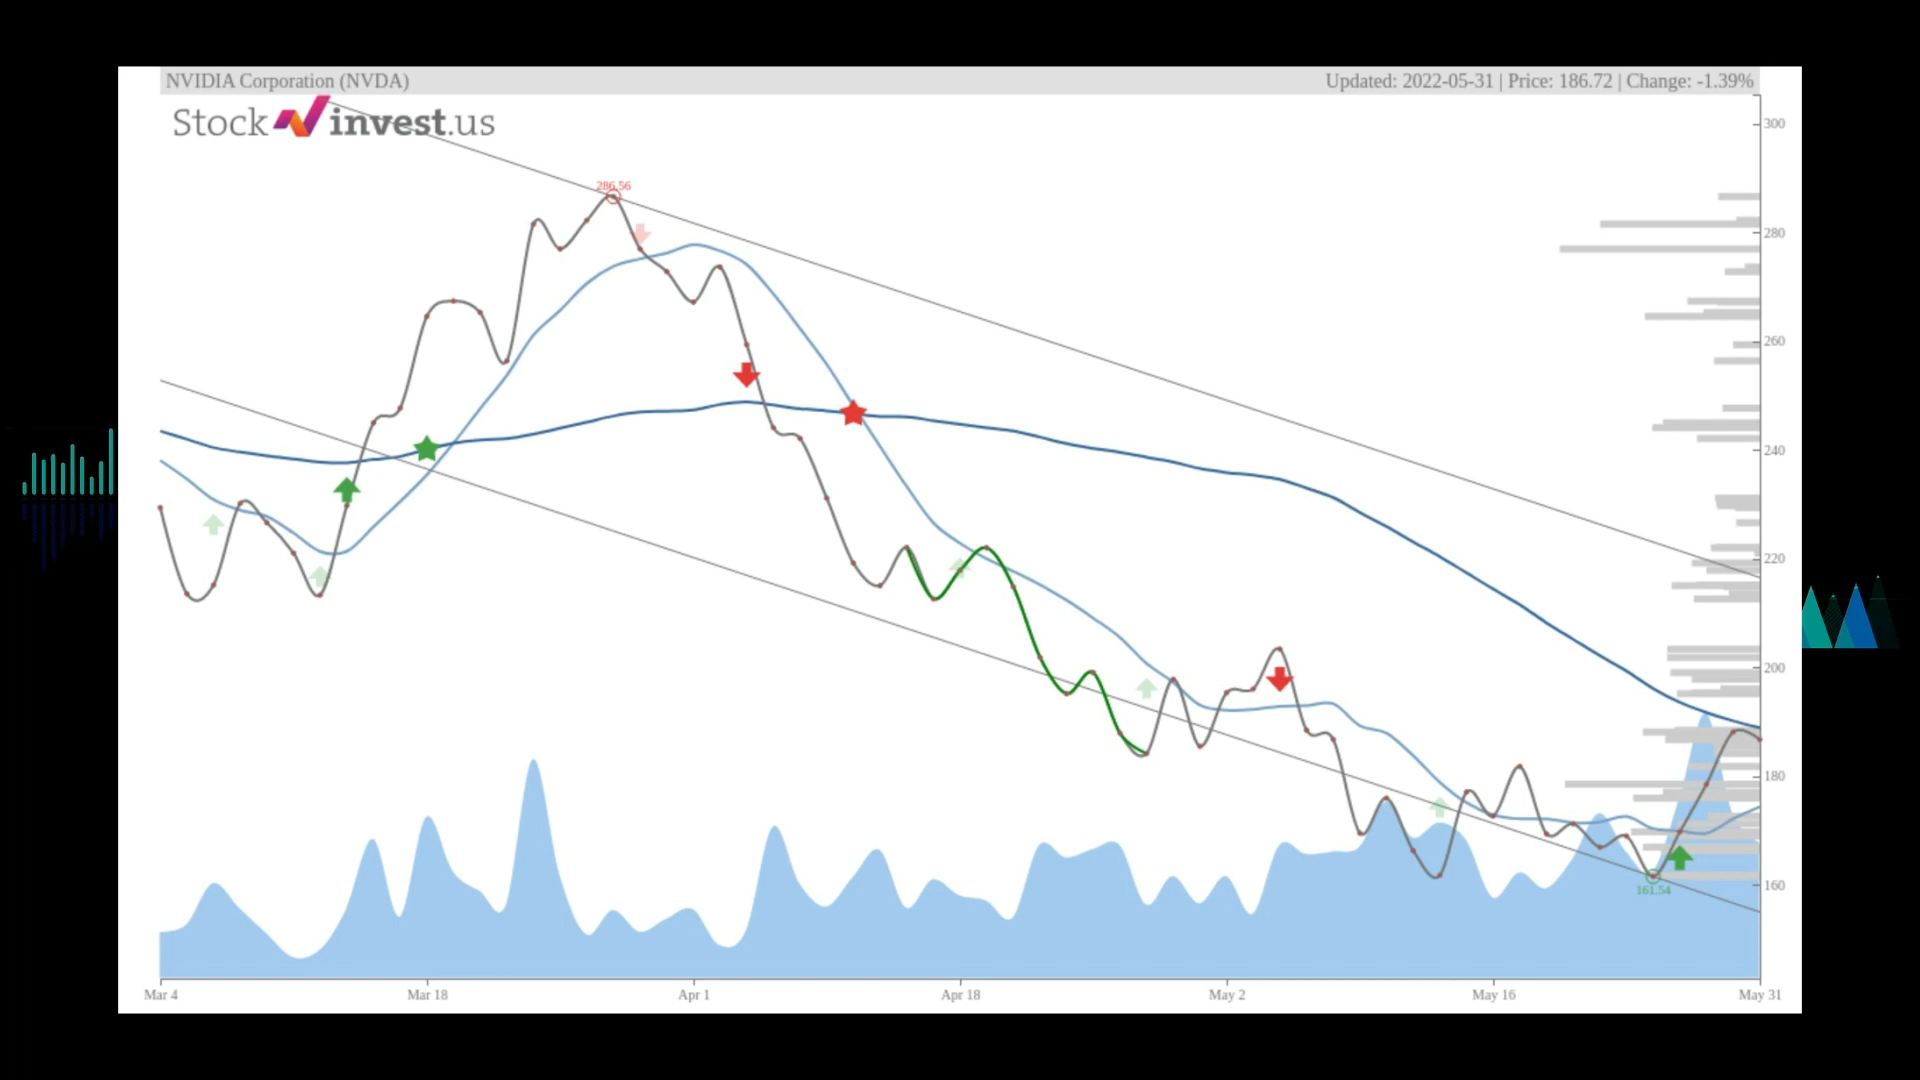 NVIDIA Corporation (NVDA)
Updated: 2022-05-31 | Price: 186.72 | Change: -1.39%
Stock invest.us
300
286.56
280
260
240
220
200
180
160
161.54
Mar 4
Mar 18
Apr 1
Apr 18
May 2
May 16
May 31